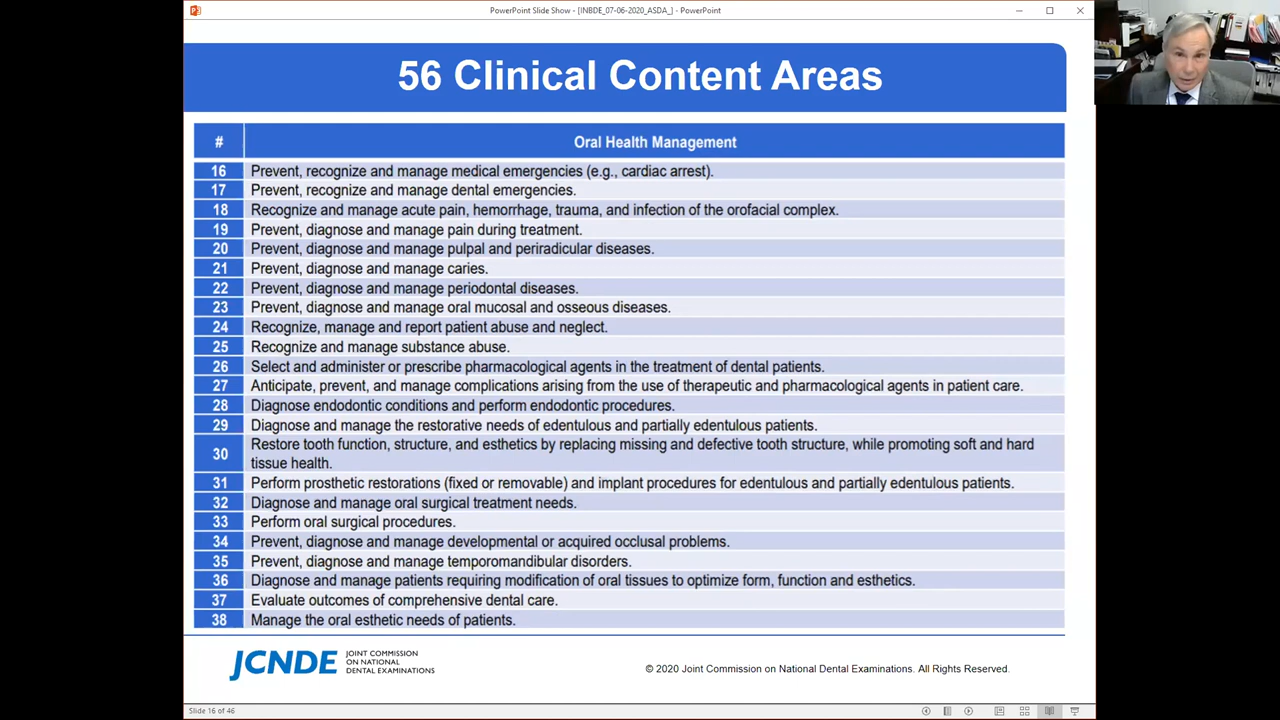 PowerPoint Slide Show - [INBDE_07-06-2020_ASDA_] - PowerPoint
56 Clinical Content Areas
# Oral Health Management
16 Prevent, recognize and manage medical emergencies (e.g., cardiac arrest).
17 Prevent, recognize and manage dental emergencies.
18 Recognize and manage acute pain, hemorrhage, trauma, and infection of the orofacial complex.
19 Prevent, diagnose and manage pain during treatment.
20 Prevent, diagnose and manage pulpal and periradicular diseases.
21 Prevent, diagnose and manage caries.
22 Prevent, diagnose and manage periodontal diseases.
23 Prevent, diagnose and manage oral mucosal and osseous diseases.
24 Recognize, manage and report patient abuse and neglect.
25 Recognize and manage substance abuse.
26 Select and administer or prescribe pharmacological agents in the treatment of dental patients.
27 Anticipate, prevent, and manage complications arising from the use of therapeutic and pharmacological agents in patient care.
28 Diagnose endodontic conditions and perform endodontic procedures.
29 Diagnose and manage the restorative needs of edentulous and partially edentulous patients.
30 Restore tooth function, structure, and esthetics by replacing missing and defective tooth structure, while promoting soft and hard
tissue health.
31 Perform prosthetic restorations (fixed or removable) and implant procedures for edentulous and partially edentulous patients.
32 Diagnose and manage oral surgical treatment needs.
33 Perform oral surgical procedures.
34 Prevent, diagnose and manage developmental or acquired occlusal problems.
35 Prevent, diagnose and manage temporomandibular disorders.
36 Diagnose and manage patients requiring modification of oral tissues to optimize form, function and esthetics.
37 Evaluate outcomes of comprehensive dental care.
38 Manage the oral esthetic needs of patients.
JCNDE
JOINT COMMISSION
ON NATIONAL
DENTAL EXAMINATIONS
© 2020 Joint Commission on National Dental Examinations. All Rights Reserved.
Slide 16 of 46